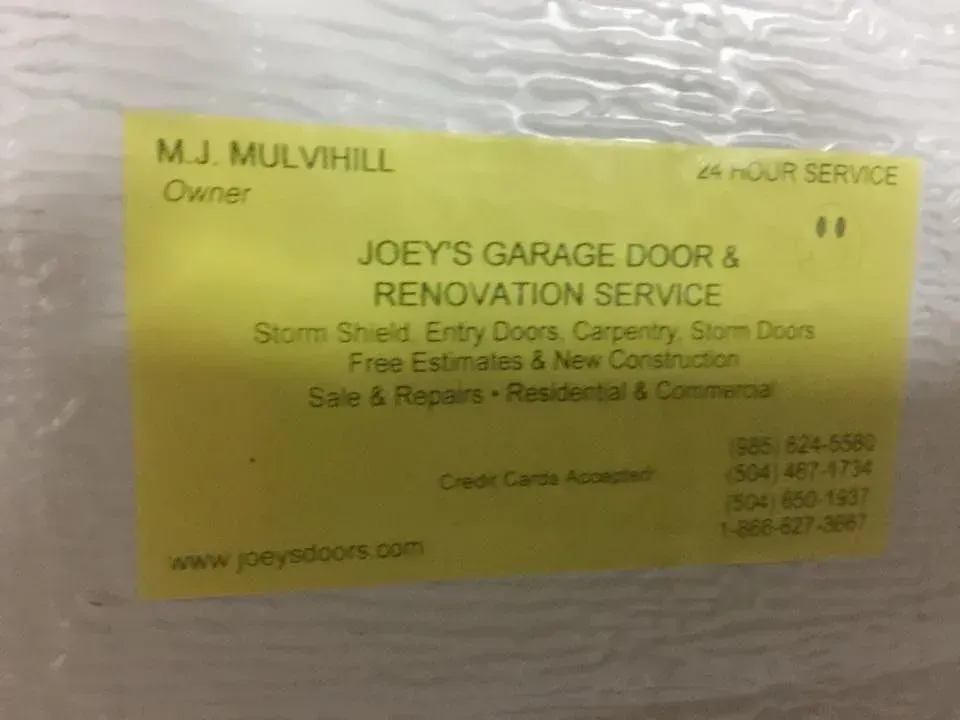 M.J. MULVIHILL
Owner
24 HOUR SERVICE
JOEY'S GARAGE DOOR &
RENOVATION SERVICE
Storm Shield, Entry Doors, Carpentry, Storm Doors
Free Estimates & New Construction
Sale & Repairs • Residential & Commercial
(985) 624-5580
Credit Cards Accepted
(504) 467-1734
(504) 650-1937
1-866-627-3667
www.joeysdoors.com